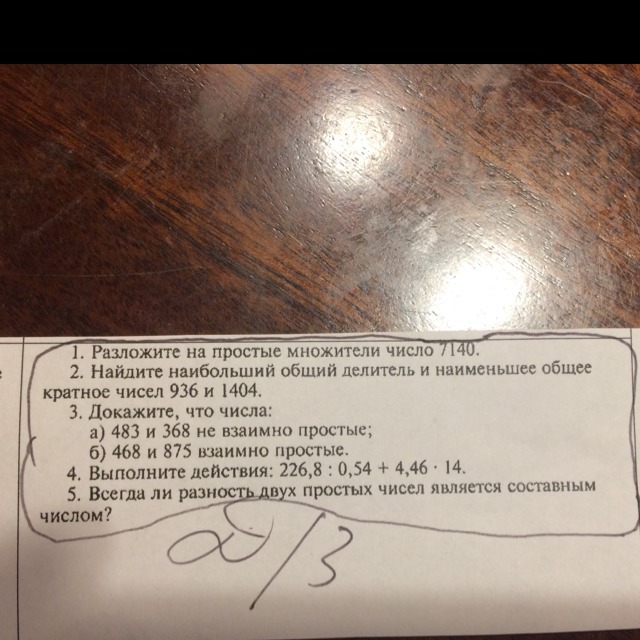 1. Разложите на простые множители число 7140.
2. Найдите наибольший общий делитель и наименьшее общее
кратное чисел 936 и 1404.
3. Докажите, что числа:
а) 483 и 368 не взаимно простые;
б) 468 и 875 взаимно простые.
4. Выполните действия: 226,8 : 0,54 + 4,46 · 14.
5. Всегда ли разность двух простых чисел является составным
числом?
д/з